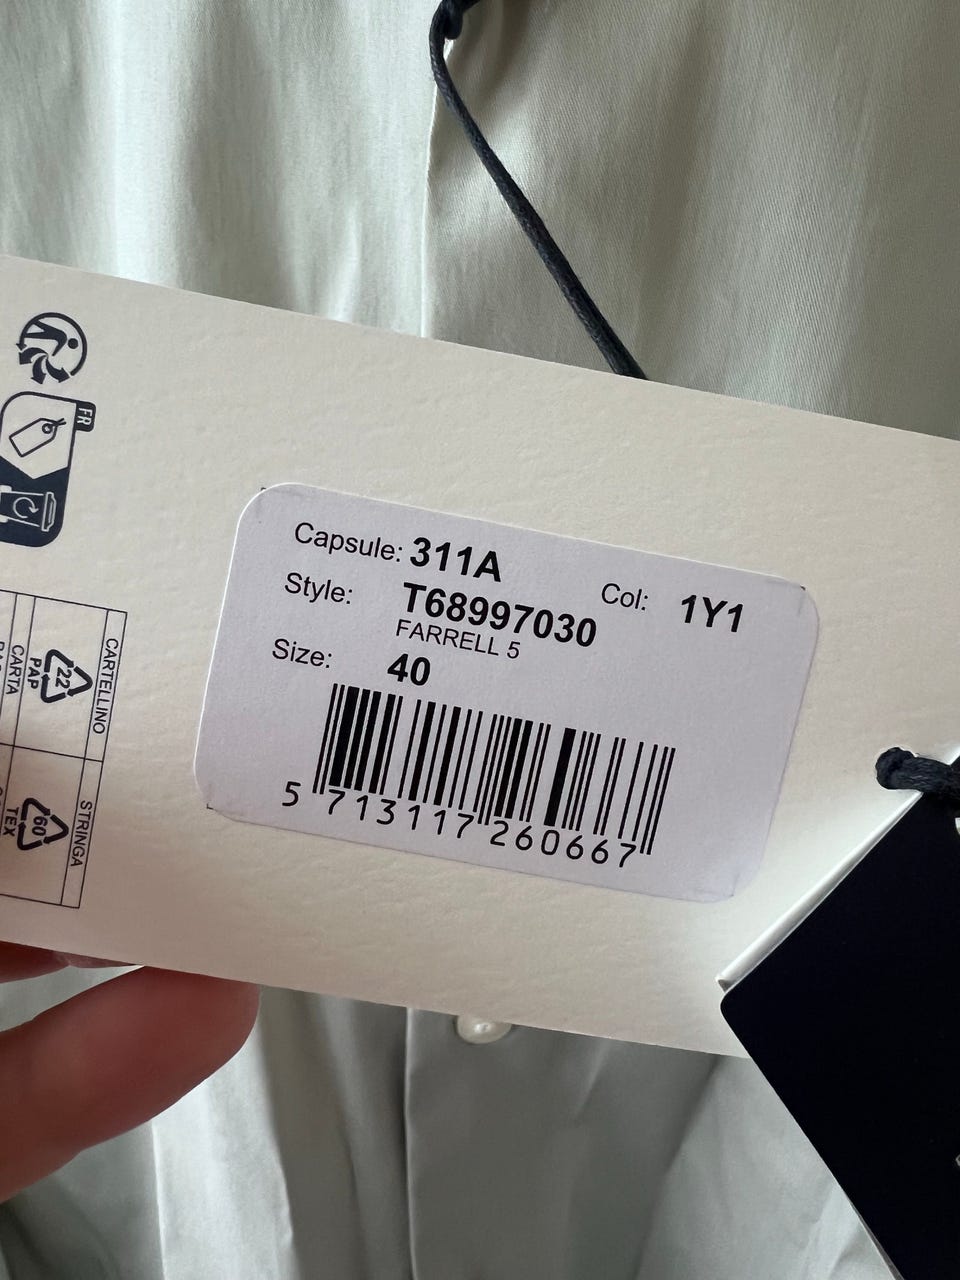 Capsule: 311A
Style: T68997030 Col: 1Y1
FARRELL 5
Size: 40
5 713117 260667
FR
CARTELLINO
22
PAP
CARTA
STRINGA
60
TEX